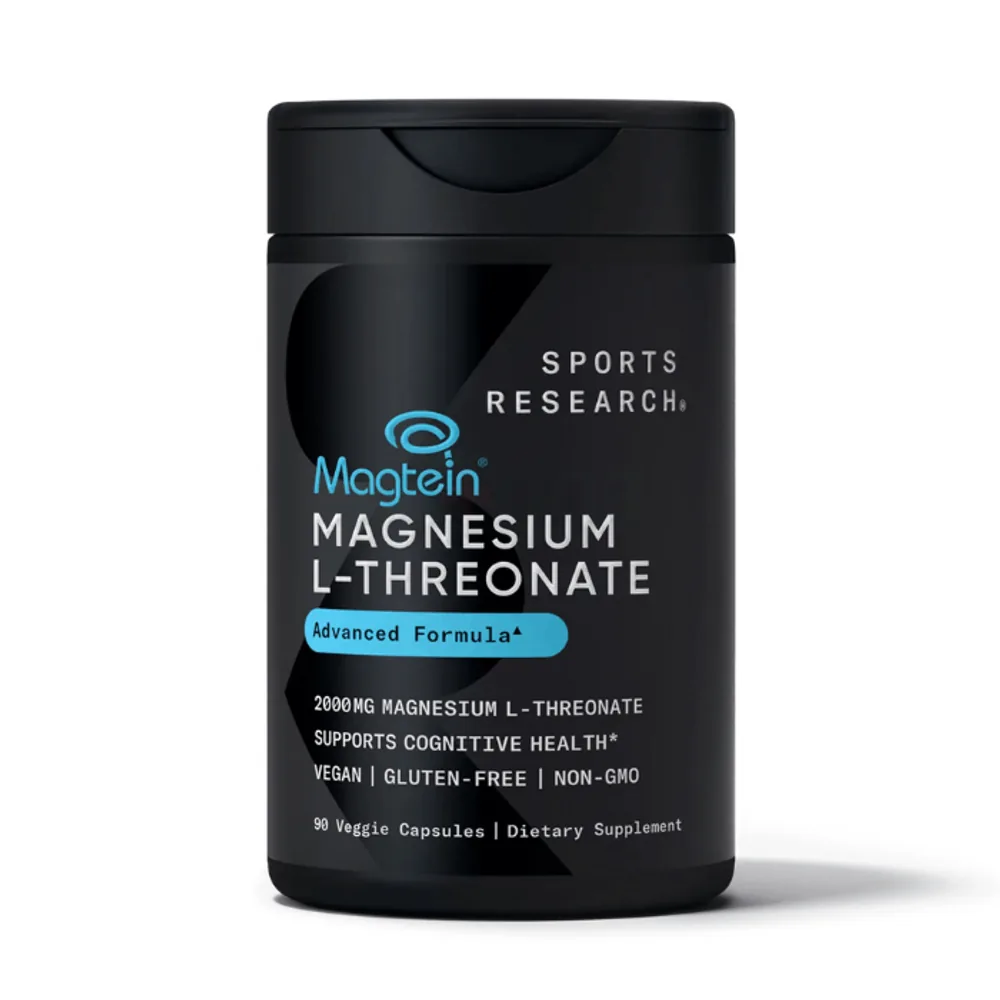 SPORTS
RESEARCH®
Magtein®
MAGNESIUM
L-THREONATE
Advanced Formula▲
2000MG MAGNESIUM L-THREONATE
SUPPORTS COGNITIVE HEALTH*
VEGAN | GLUTEN-FREE | NON-GMO
90 Veggie Capsules | Dietary Supplement